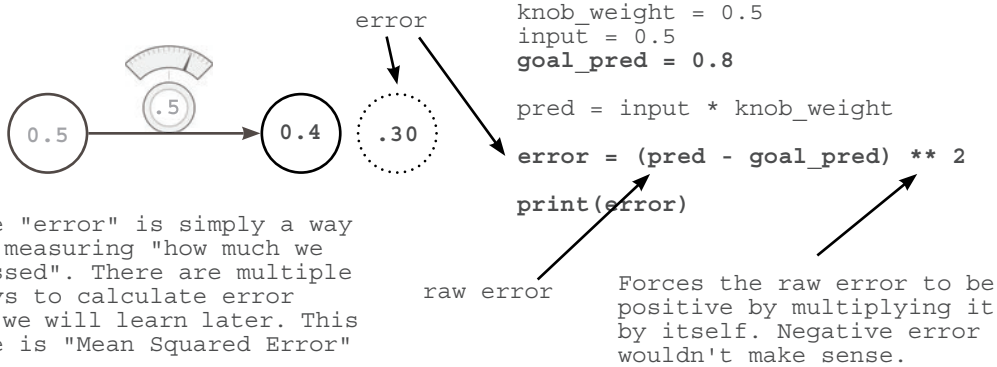 error
0.5
.5
0.4
.30
knob_weight = 0.5
input = 0.5
goal_pred = 0.8
pred = input * knob_weight
error = (pred - goal_pred) ** 2
print(error)
e "error" is simply a way
measuring "how much we
ssed". There are multiple
ys to calculate error
we will learn later. This
e is "Mean Squared Error"
raw error
Forces the raw error to be
positive by multiplying it
by itself. Negative error
wouldn't make sense.